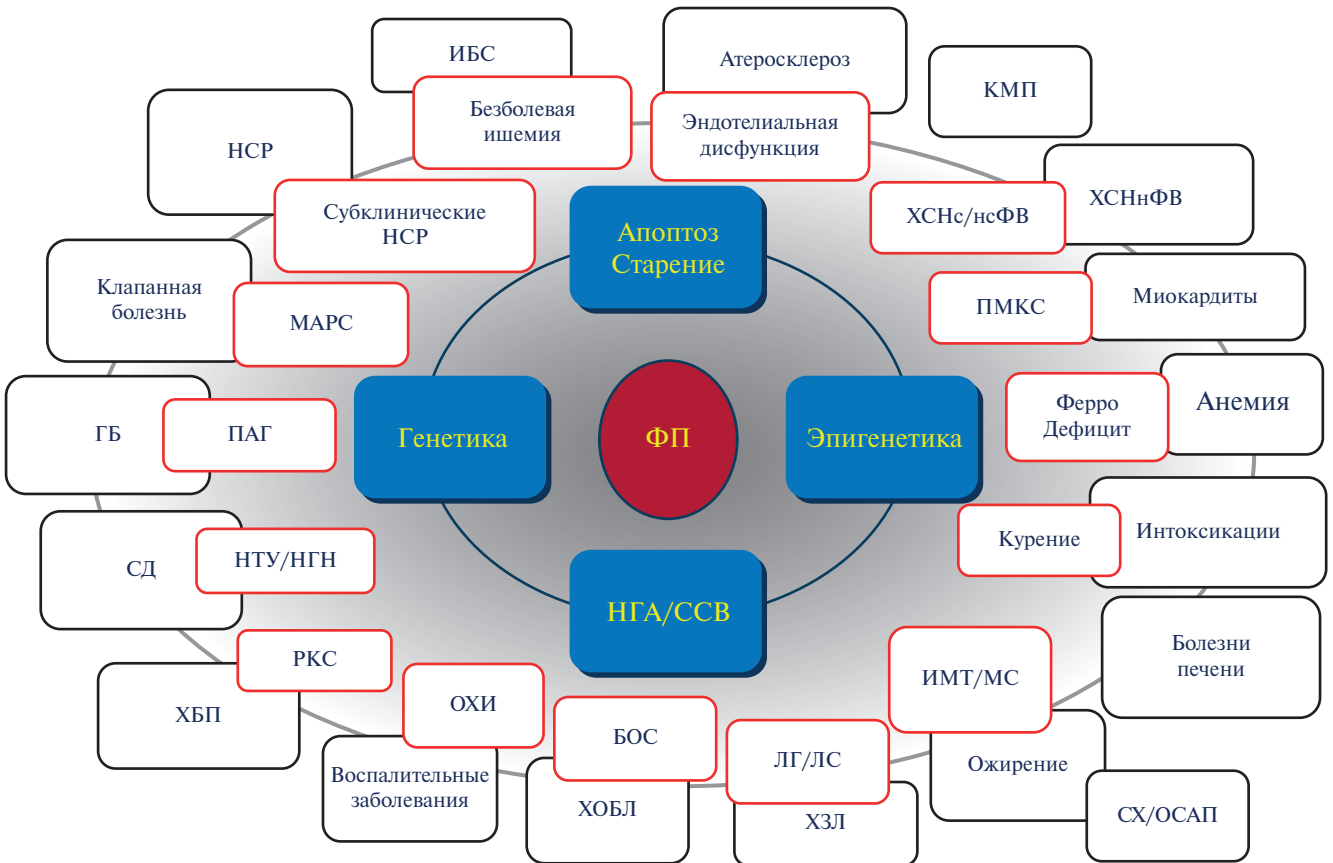 ИБС
Атеросклероз
КМП
Безболевая
ишемия
Эндотелиальная
дисфункция
НСР
ХСНнФВ
Субклинические
НСР
ХСНс/нсФВ
Апоптоз
Старение
Клапанная
болезнь
МАРС
ПМКС
Миокардиты
ГБ
ПАГ
Генетика
ФП
Эпигенетика
Ферро
Дефицит
Анемия
СД
НТУ/НГН
Курение
Интоксикации
НГА/ССВ
РКС
ХБП
ОХИ
БОС
ЛГ/ЛС
ИМТ/МС
Болезни
печени
Воспалительные
заболевания
ХОБЛ
ХЗЛ
Ожирение
СХ/ОСАП